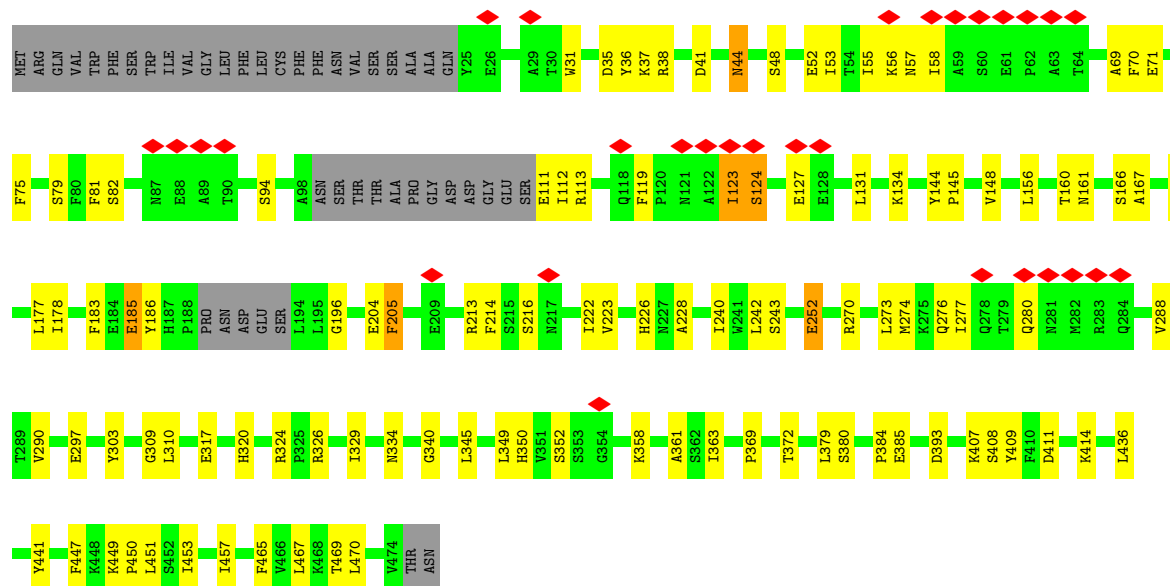 MET ARG GLN VAL TRP PHE SER TRP ILE VAL GLY LEU PHE LEU CYS PHE PHE ASN VAL SER SER ALA ALA GLN Y25 E26 A29 T30 W31 D35 Y36 K37 R38 D41 N44 S48 E52 I53 T54 I55 K56 N57 I58 A59 S60 E61 P62 A63 T64 A69 F70 E71
F75 S79 F80 F81 S82 N87 E88 A89 T90 S94 A98 ASN SER THR THR ALA PRO GLY ASP ASP GLY GLU SER E111 I112 R113 Q118 F119 P120 N121 A122 I123 S124 E127 E128 L131 K134 Y144 P145 V148 L156 T160 N161 S166 A167
L177 I178 F183 E184 E185 Y186 H187 P188 PRO ASN ASP GLU SER L194 L195 G196 E204 F205 E209 R213 F214 S215 S216 N217 I222 V223 H226 N227 A228 I240 W241 L242 S243 E252 R270 L273 M274 K275 Q276 I277 Q278 T279 Q280 N281 M282 R283 Q284 V288
T289 V290 E297 Y303 G309 L310 E317 H320 R324 P325 R326 I329 N334 G340 L345 L349 H350 V351 S352 S353 G354 K358 A361 S362 I363 P369 T372 L379 S380 P384 E385 D393 K407 S408 Y409 F410 D411 K414 L436
Y441 F447 K448 K449 P450 L451 S452 I453 I457 F465 V466 L467 K468 T469 L470 V474 THR ASN